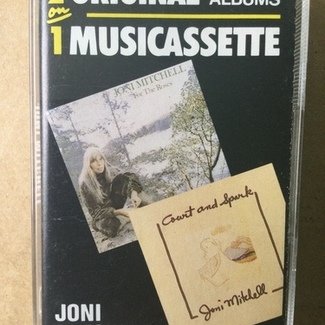 ORIGINAL ALBUMS
on
1 MUSICASSETTE
JONI MITCHELL
For The Roses
Court and Spark
Joni Mitchell
JONI